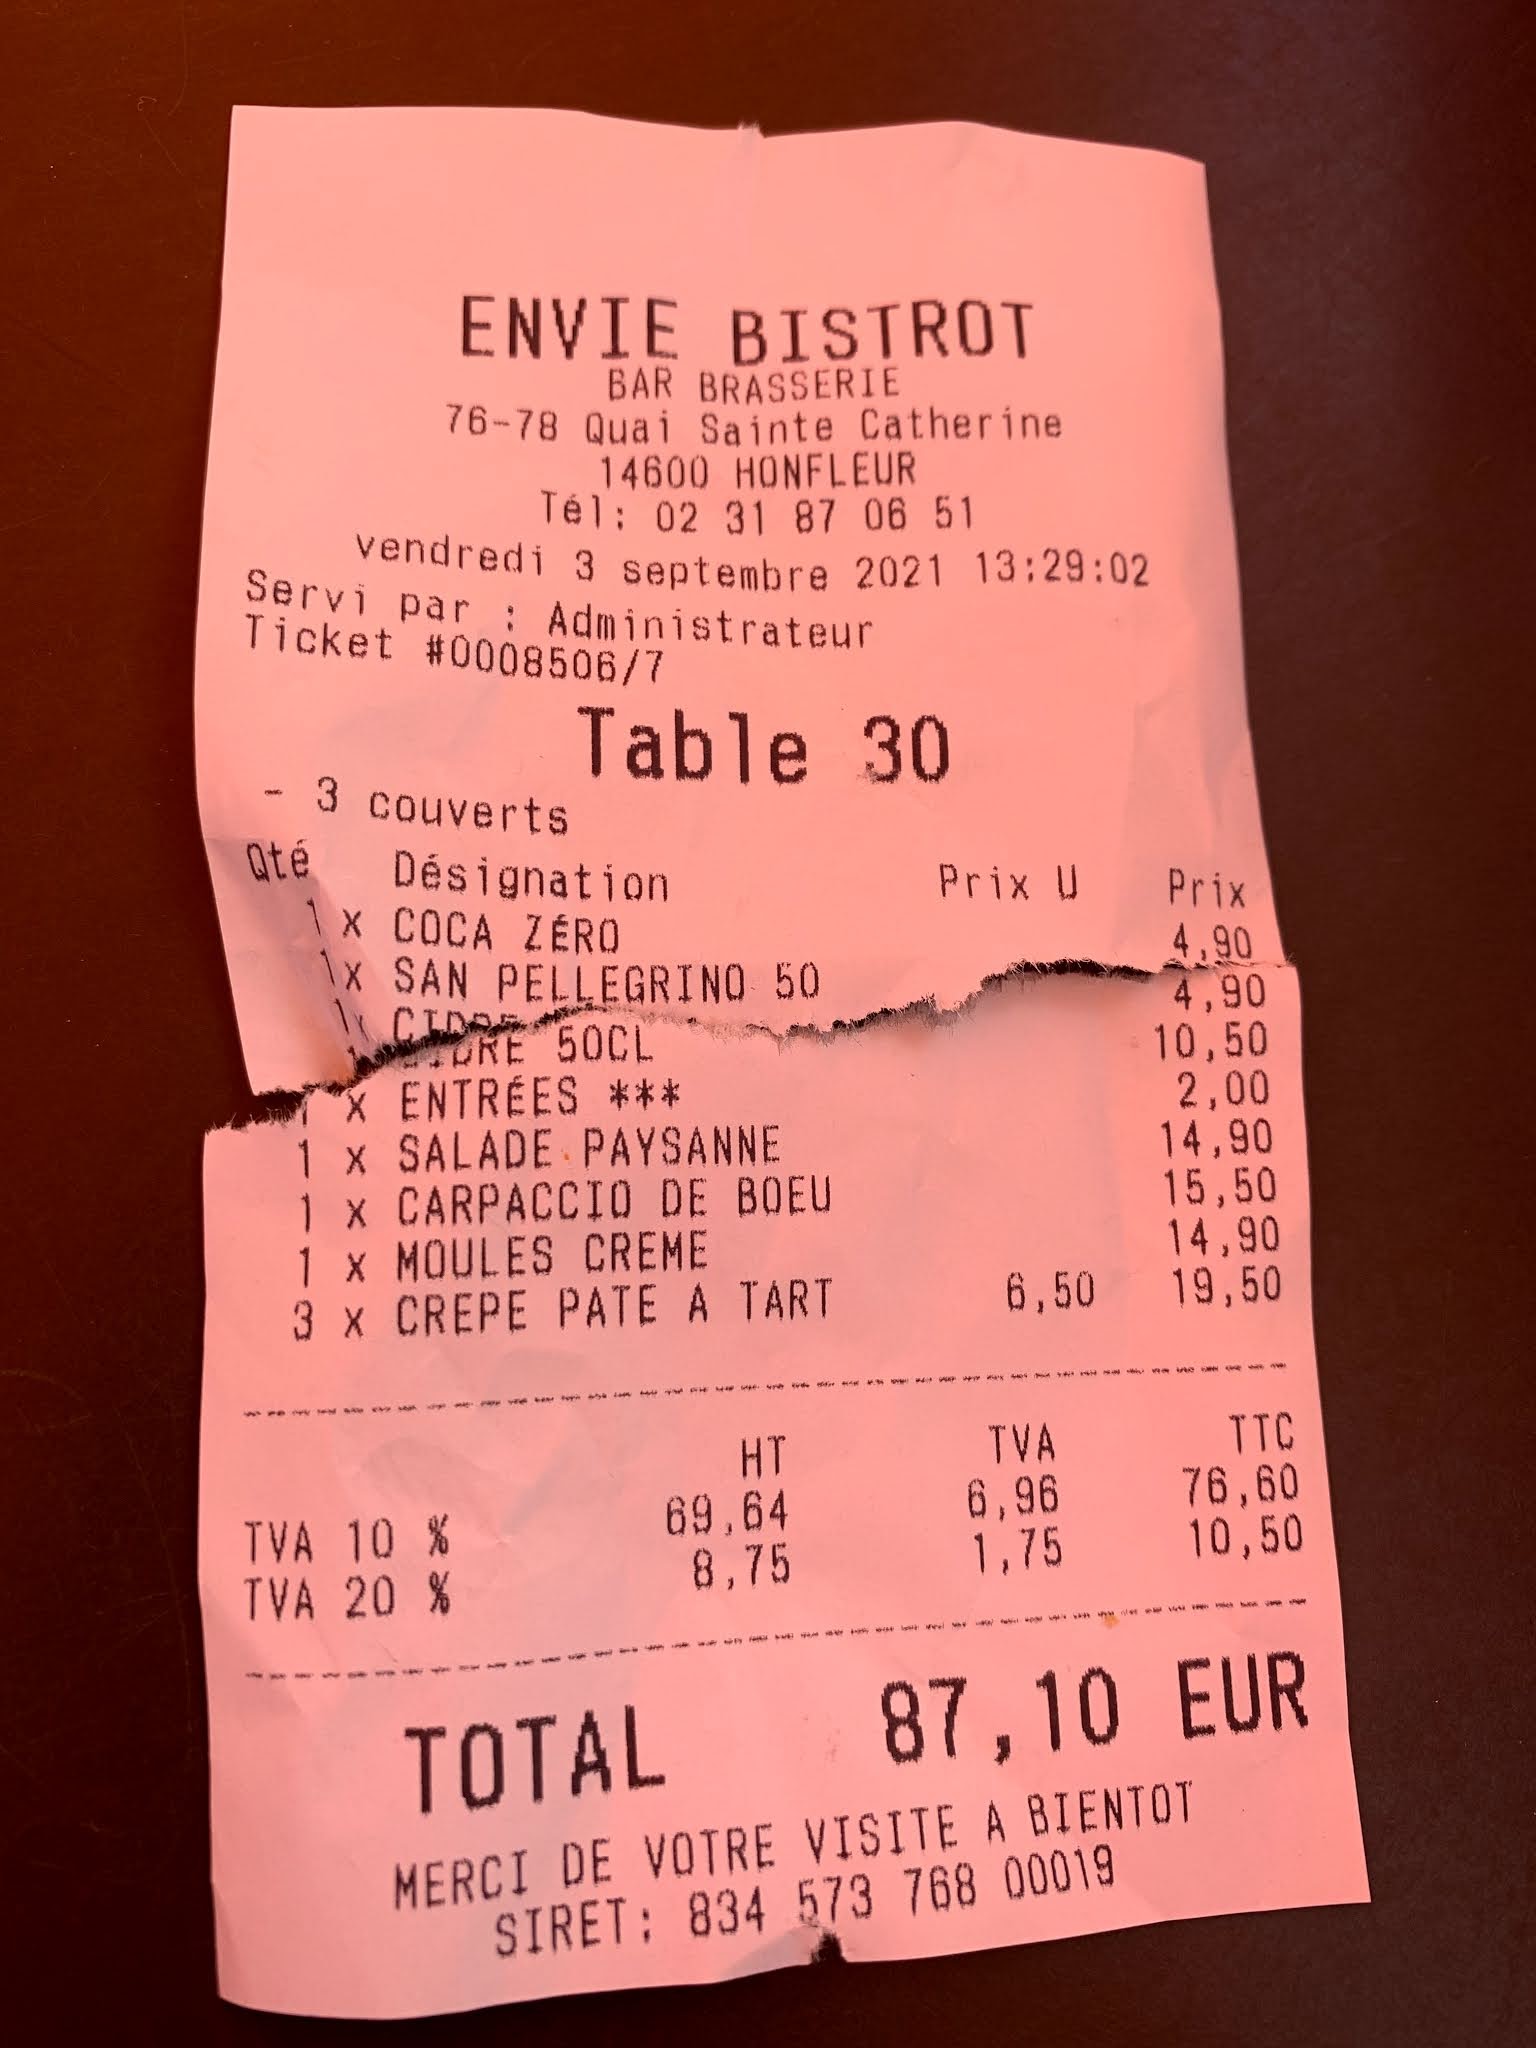 ENVIE BISTROT
BAR BRASSERIE
76-78 Quai Sainte Catherine
14600 HONFLEUR
Tél: 02 31 87 06 51
vendredi 3 septembre 2021 13:29:02
Servi par : Administrateur
Ticket #0008506/7
Table 30
- 3 couverts
Qté Désignation Prix U Prix
1 x COCA ZÉRO 4,90
1x SAN PELLEGRINO 50 4,90
1x CIDRE 50CL 10,50
1 x ENTRÉES *** 2,00
1 x SALADE PAYSANNE 14,90
1 x CARPACCIO DE BOEU 15,50
1 x MOULES CREME 14,90
3 x CREPE PATE A TART 6,50 19,50
HT TVA TTC
TVA 10 % 69,64 6,96 76,60
TVA 20 % 8,75 1,75 10,50
TOTAL 87,10 EUR
MERCI DE VOTRE VISITE A BIENTOT
SIRET: 834 573 768 00019